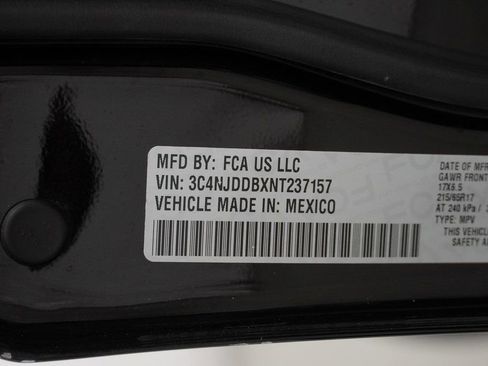 MFD BY: FCA US LLC
VIN: 3C4NJDDBXNT237157
VEHICLE MADE IN: MEXICO
DATE OF MFR
GAWR FRONT
17X6.5
215/65R17
AT 240 kPa /
TYPE: MPV
THIS VEHICLE
SAFETY